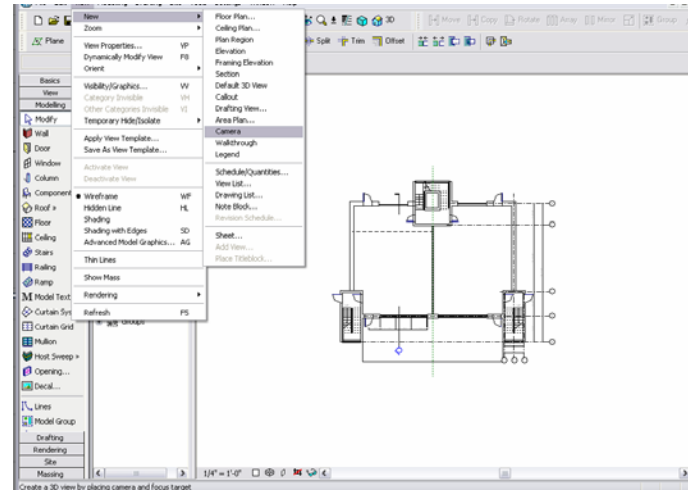 3D Move Copy Rotate Array Mirror Group
Plane Split Trim Offset
Basics
View
Modelling
Modify
Wall
Door
Window
Column
Component
Roof »
Floor
Ceiling
Stairs
Railing
Ramp
Model Text
Curtain Sys
Curtain Grid
Mullion
Host Sweep »
Opening...
Decal...
Lines
Model Group
Drafting
Rendering
Site
Massing
New
Zoom
View Properties... VP
Dynamically Modify View F8
Orient
Visibility/Graphics... VV
Category Invisible VH
Other Categories Invisible VI
Temporary Hide/Isolate
Apply View Template...
Save As View Template...
Activate View
Deactivate View
Wireframe WF
Hidden Line HL
Shading
Shading with Edges SD
Advanced Model Graphics... AG
Thin Lines
Show Mass
Rendering
Refresh F5
Floor Plan...
Ceiling Plan...
Plan Region
Elevation
Framing Elevation
Section
Default 3D View
Callout
Drafting View...
Area Plan...
Camera
Walkthrough
Legend
Schedule/Quantities...
View List...
Drawing List...
Note Block...
Revision Schedule...
Sheet...
Add View...
Place Titleblock...
Groups
1/4" = 1'-0"
Create a 3D view by placing camera and focus target